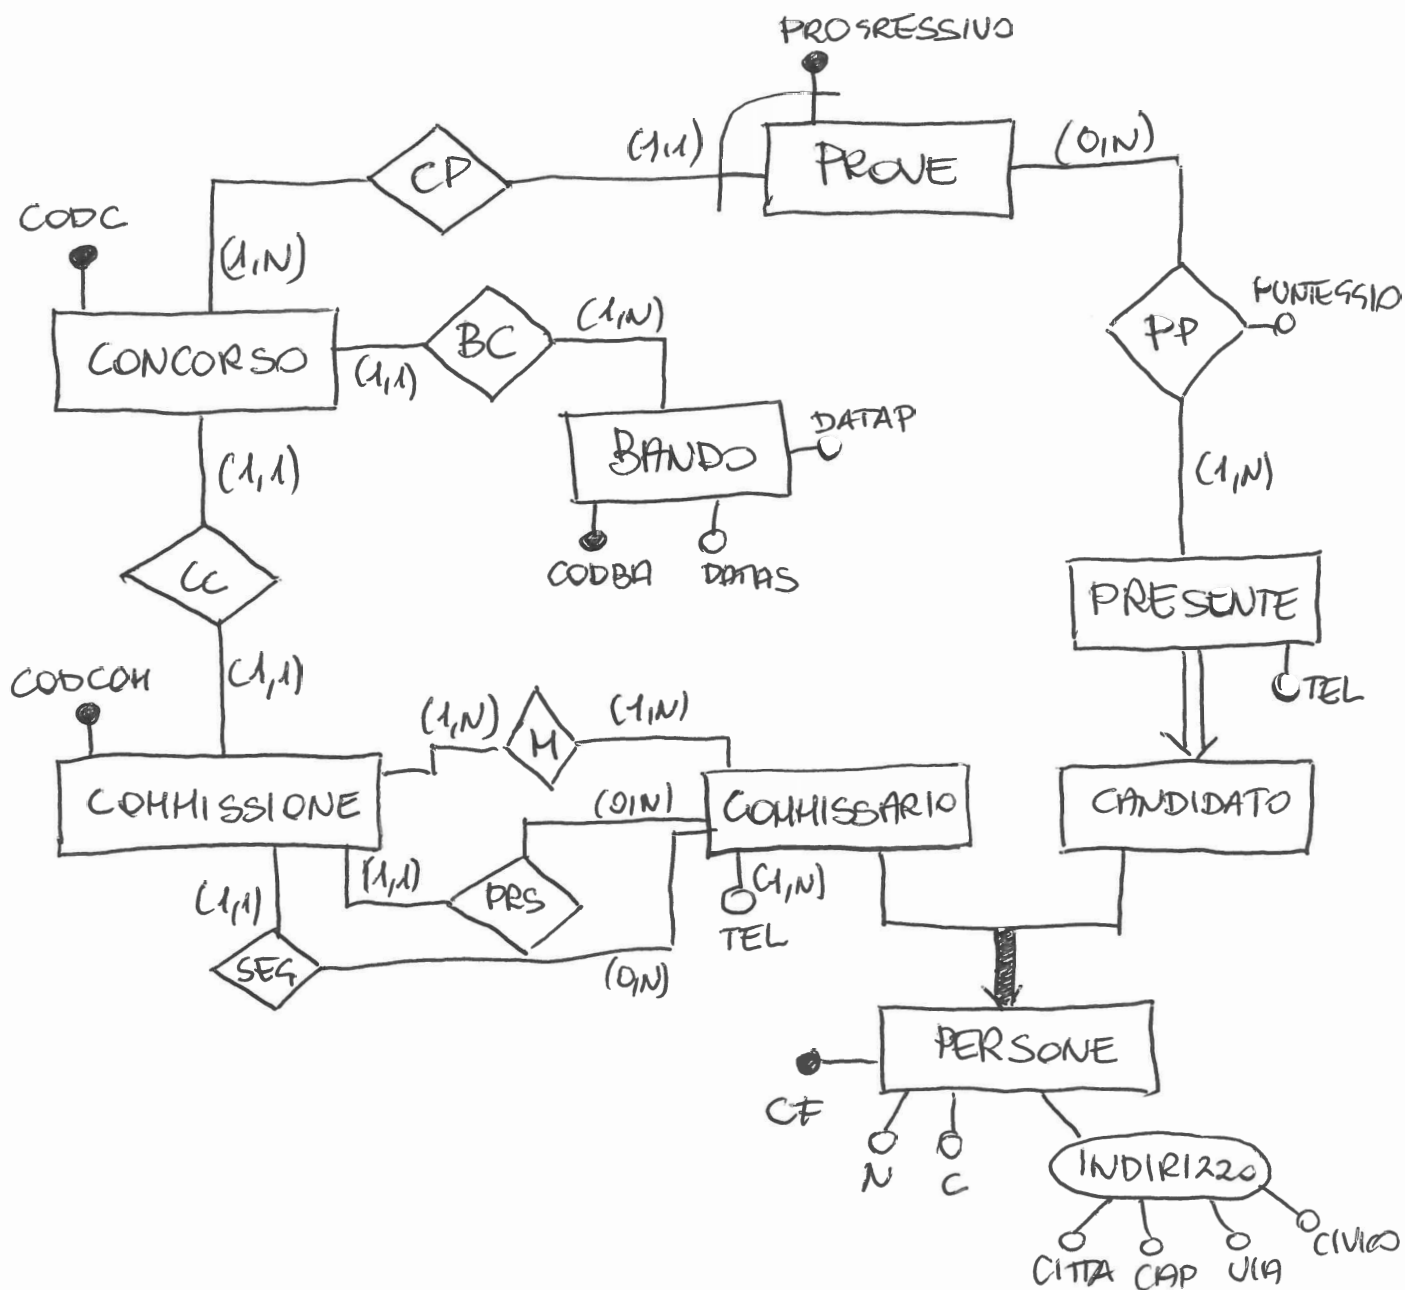 PROGRESSIVO
(1,1)
PROVE
(0,N)
CP
CODC
(1,N)
CONCORSO
(1,1)
BC
(1,N)
PP
PUNTEGGIO
BANDO
DATAP
CODBA
DATAS
(1,1)
(1,N)
CC
PRESENTE
TEL
(1,1)
CODCOM
(1,N)
M
(1,N)
COMMISSIONE
(0,N)
COMMISSARIO
CANDIDATO
(1,1)
(1,1)
PRS
(1,N)
TEL
SEG
(0,N)
PERSONE
CF
N
C
INDIRIZZO
CITTA
CAP
VIA
CIVICO